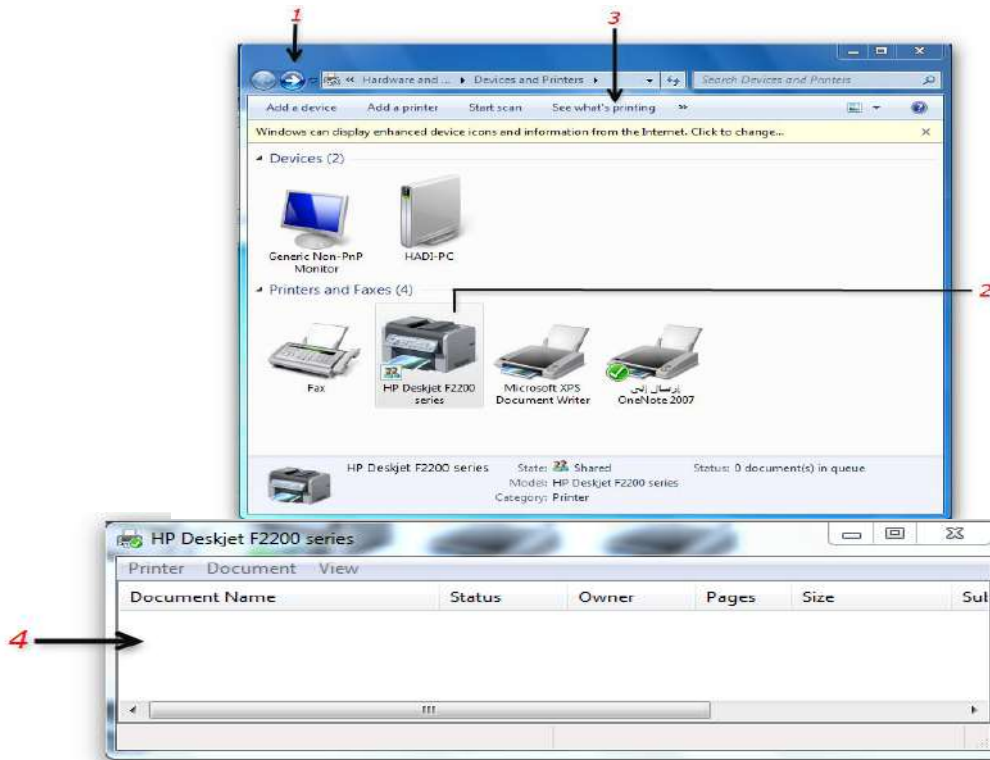 1
3
« Hardware and ... ▸ Devices and Printers ▸
Search Devices and Printers
Add a device Add a printer Start scan See what's printing »
Windows can display enhanced device icons and information from the Internet. Click to change...
Devices (2)
Generic Non-PnP
Monitor
HADI-PC
Printers and Faxes (4)
2
Fax
HP Deskjet F2200
series
Microsoft XPS
Document Writer
إرسال إلى
OneNote 2007
HP Deskjet F2200 series State: Shared Status: 0 document(s) in queue
Model: HP Deskjet F2200 series
Category: Printer
HP Deskjet F2200 series
Printer Document View
Document Name Status Owner Pages Size Sub
4